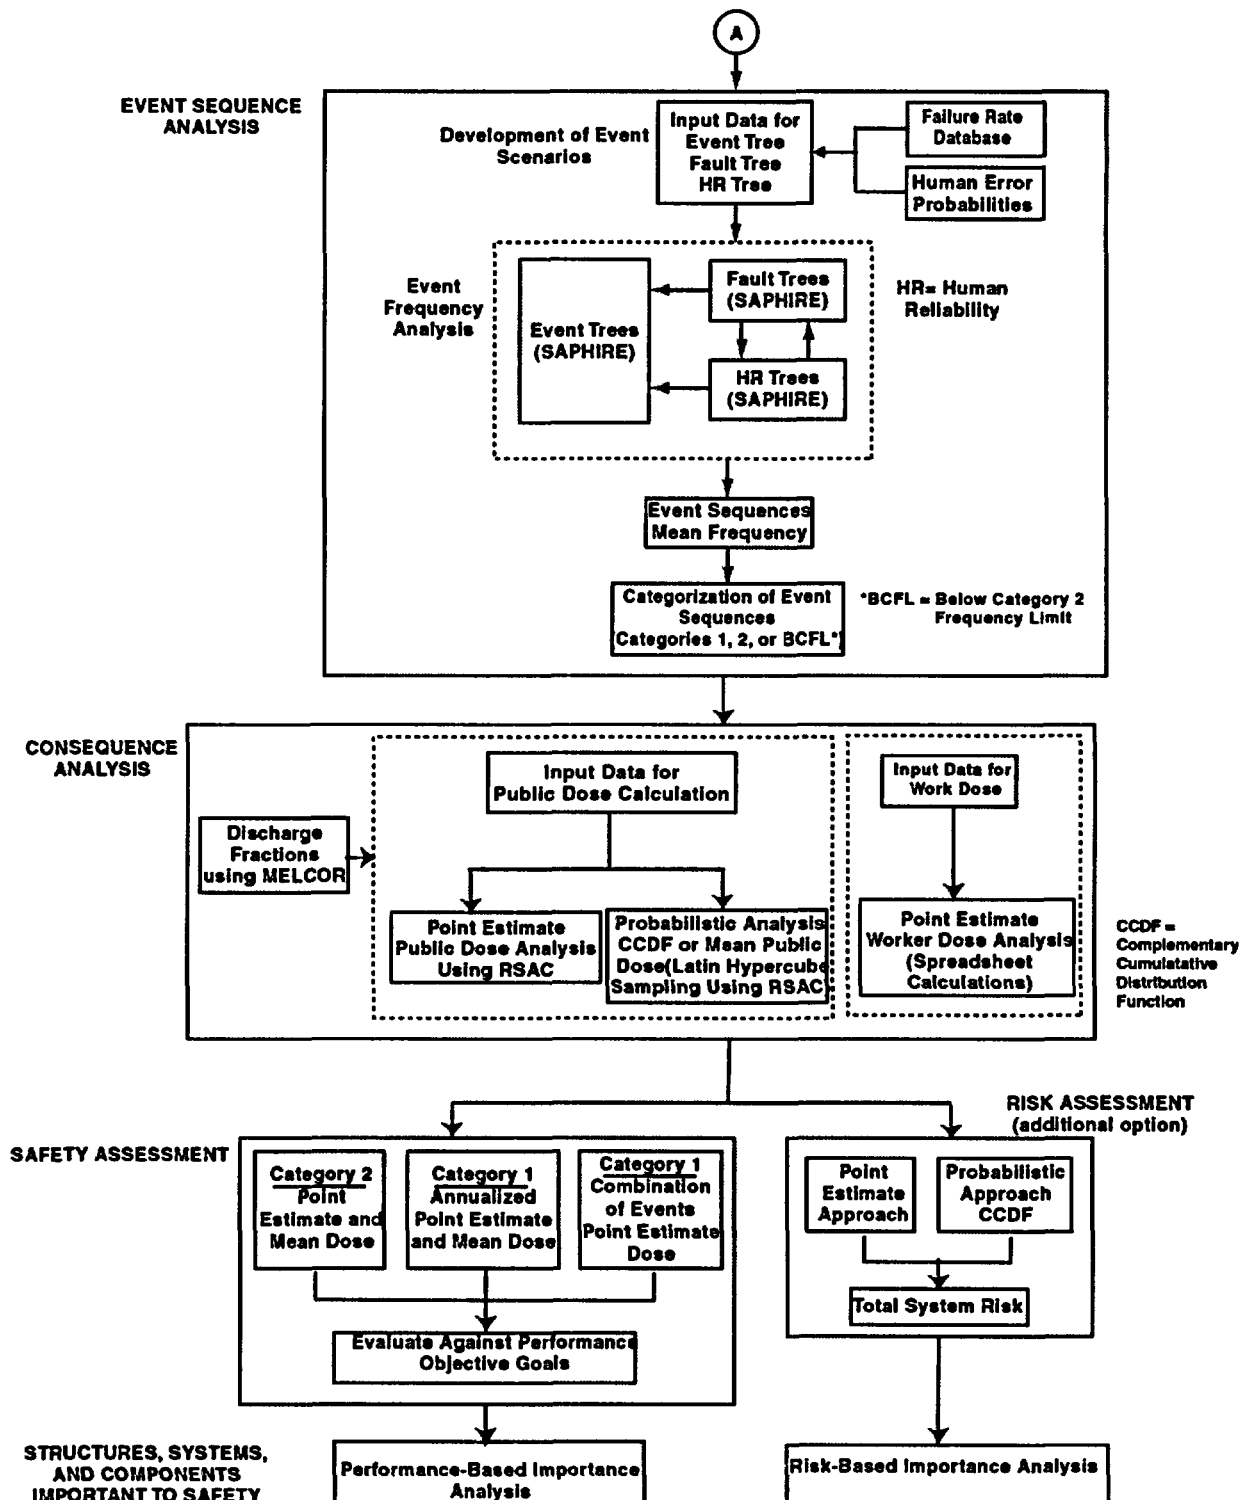 A
EVENT SEQUENCE
ANALYSIS
Development of Event
Scenarios
Input Data for
Event Tree
Fault Tree
HR Tree
Failure Rate
Database
Human Error
Probabilities
Event
Frequency
Analysis
Event Trees
(SAPHIRE)
Fault Trees
(SAPHIRE)
HR Trees
(SAPHIRE)
HR= Human
Reliability
Event Sequences
Mean Frequency
Categorization of Event
Sequences
(Categories 1, 2, or BCFL*)
*BCFL = Below Category 2
Frequency Limit
CONSEQUENCE
ANALYSIS
Discharge
Fractions
using MELCOR
Input Data for
Public Dose Calculation
Point Estimate
Public Dose Analysis
Using RSAC
Probabilistic Analysis
CCDF or Mean Public
Dose(Latin Hypercube
Sampling Using RSAC)
Input Data for
Work Dose
Point Estimate
Worker Dose Analysis
(Spreadsheet
Calculations)
CCDF =
Complementary
Cumulatative
Distribution
Function
SAFETY ASSESSMENT
Category 2
Point
Estimate and
Mean Dose
Category 1
Annualized
Point Estimate
and Mean Dose
Category 1
Combination
of Events
Point Estimate
Dose
Evaluate Against Performance
Objective Goals
RISK ASSESSMENT
(additional option)
Point
Estimate
Approach
Probabilistic
Approach
CCDF
Total System Risk
STRUCTURES, SYSTEMS,
AND COMPONENTS
IMPORTANT TO SAFETY
Performance-Based Importance
Analysis
Risk-Based Importance Analysis